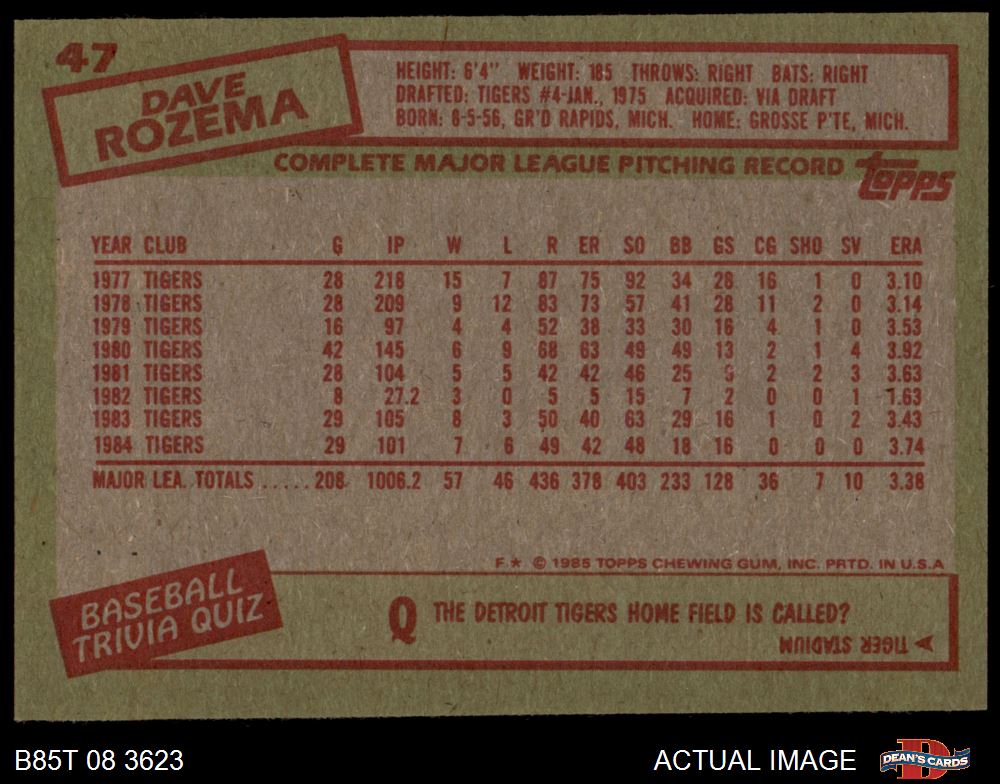 47
DAVE
ROZEMA
HEIGHT: 6'4" WEIGHT: 185 THROWS: RIGHT BATS: RIGHT
DRAFTED: TIGERS #4-JAN., 1975 ACQUIRED: VIA DRAFT
BORN: 8-5-56, GR'D RAPIDS, MICH. HOME: GROSSE P'TE, MICH.
COMPLETE MAJOR LEAGUE PITCHING RECORD
TOPPS
YEAR CLUB G IP W L R ER SO BB GS CG SHO SV ERA
1977 TIGERS 28 218 15 7 87 75 92 34 28 16 1 0 3.10
1978 TIGERS 28 209 9 12 83 73 57 41 28 11 2 0 3.14
1979 TIGERS 16 97 4 4 52 38 33 30 16 4 1 0 3.53
1980 TIGERS 42 145 6 9 68 63 49 49 13 2 1 4 3.92
1981 TIGERS 28 104 5 5 42 42 46 25 9 2 2 3 3.63
1982 TIGERS 8 27.2 3 0 5 5 15 7 2 0 0 1 1.63
1983 TIGERS 29 105 8 3 50 40 63 29 16 1 0 2 3.43
1984 TIGERS 29 101 7 6 49 42 48 18 16 0 0 0 3.74
MAJOR LEA. TOTALS ..... 208 1006.2 57 46 436 378 403 233 128 36 7 10 3.38
F.★ © 1985 TOPPS CHEWING GUM, INC. PRTD. IN U.S.A
BASEBALL
TRIVIA QUIZ
Q THE DETROIT TIGERS HOME FIELD IS CALLED?
A TIGER STADIUM
B85T 08 3623
ACTUAL IMAGE
D
DEAN'S CARDS